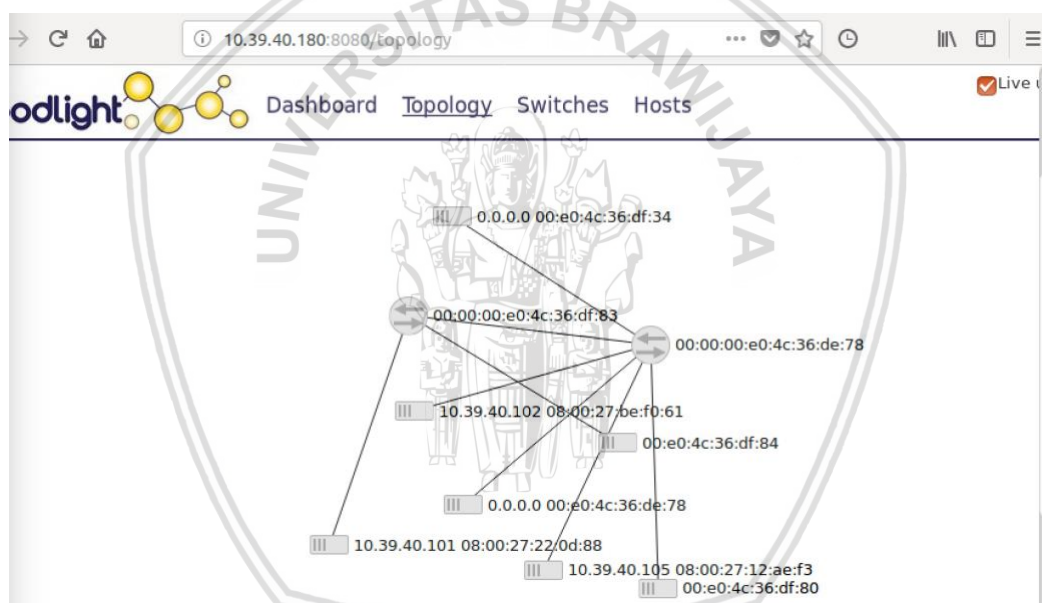 UNIVERSITAS BRAWIJAYA
10.39.40.180:8080/topology
odlight
Dashboard Topology Switches Hosts
Live
0.0.0.0 00:e0:4c:36:df:34
00:00:00:e0:4c:36:df:83
00:00:00:e0:4c:36:de:78
10.39.40.102 08:00:27:be:f0:61
00:e0:4c:36:df:84
0.0.0.0 00:e0:4c:36:de:78
10.39.40.101 08:00:27:22:0d:88
10.39.40.105 08:00:27:12:ae:f3
00:e0:4c:36:df:80